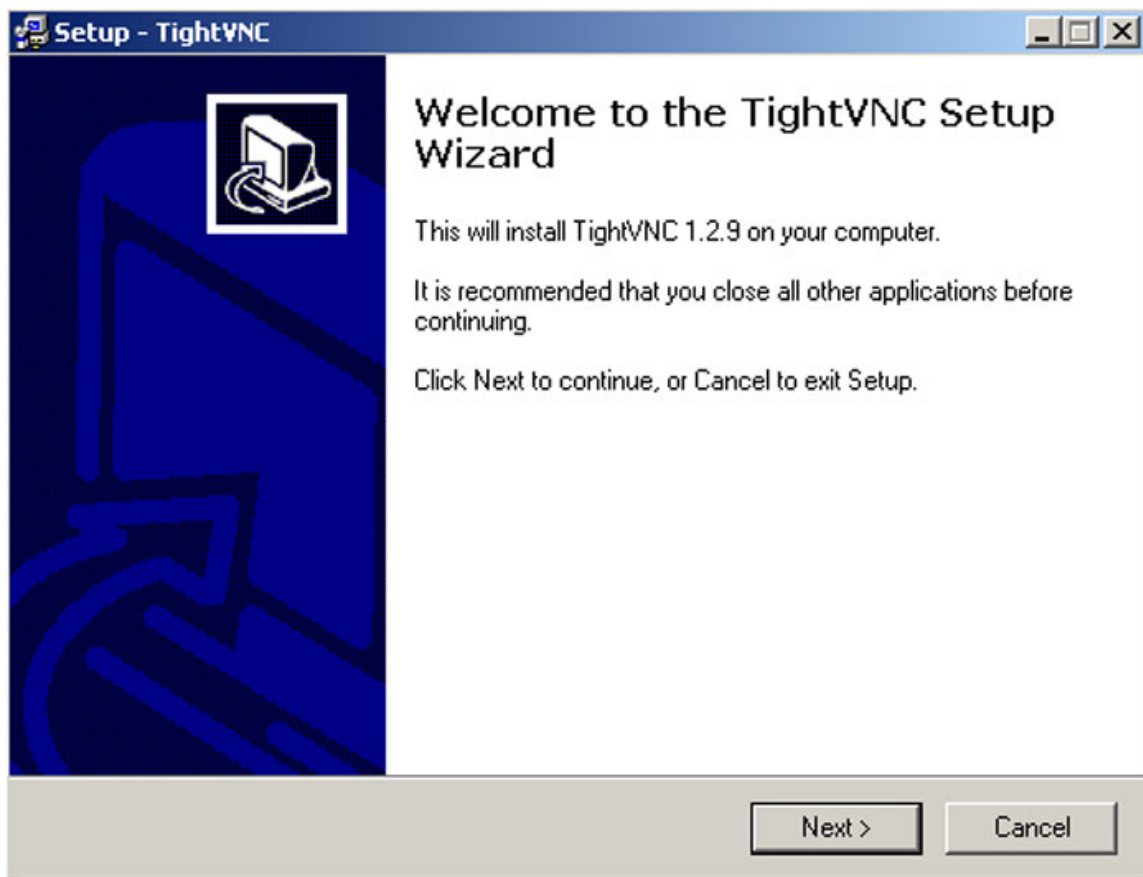 Setup - TightVNC
Welcome to the TightVNC Setup
Wizard
This will install TightVNC 1.2.9 on your computer.
It is recommended that you close all other applications before
continuing.
Click Next to continue, or Cancel to exit Setup.
Next >
Cancel